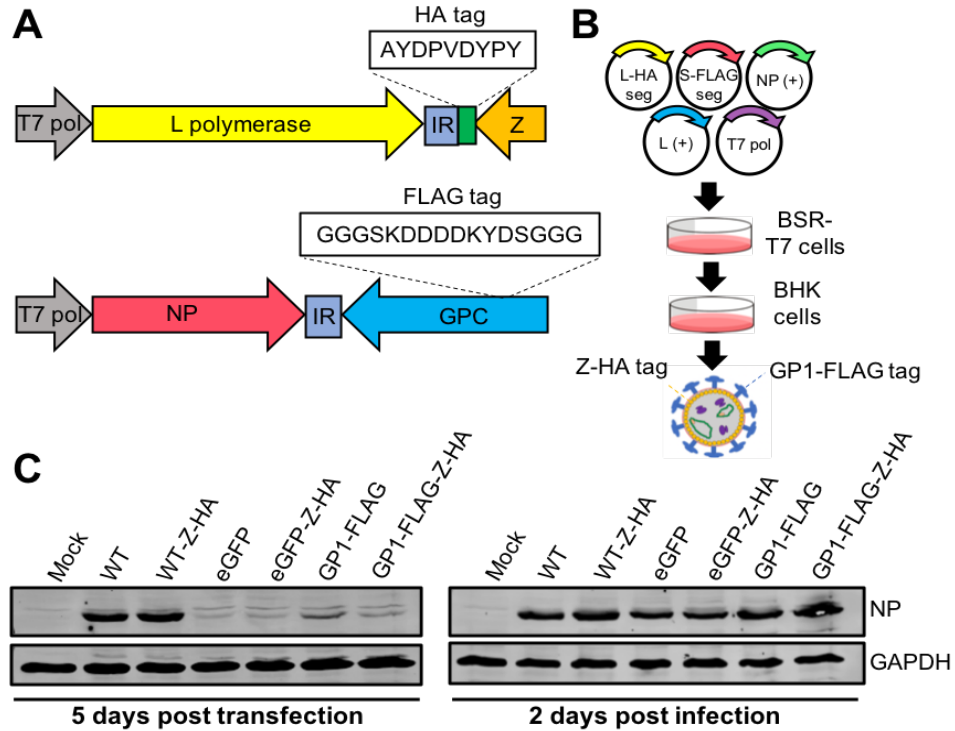 A
HA tag
AYDPVDYPY
T7 pol
L polymerase
IR
Z
FLAG tag
GGGSKDDDDKYDSGGG
T7 pol
NP
IR
GPC
B
L-HA
seg
S-FLAG
seg
NP (+)
L (+)
T7 pol
BSR-
T7 cells
BHK
cells
Z-HA tag
GP1-FLAG tag
C
Mock
WT
WT-Z-HA
eGFP
eGFP-Z-HA
GP1-FLAG
GP1-FLAG-Z-HA
Mock
WT
WT-Z-HA
eGFP
eGFP-Z-HA
GP1-FLAG
GP1-FLAG-Z-HA
NP
GAPDH
5 days post transfection
2 days post infection